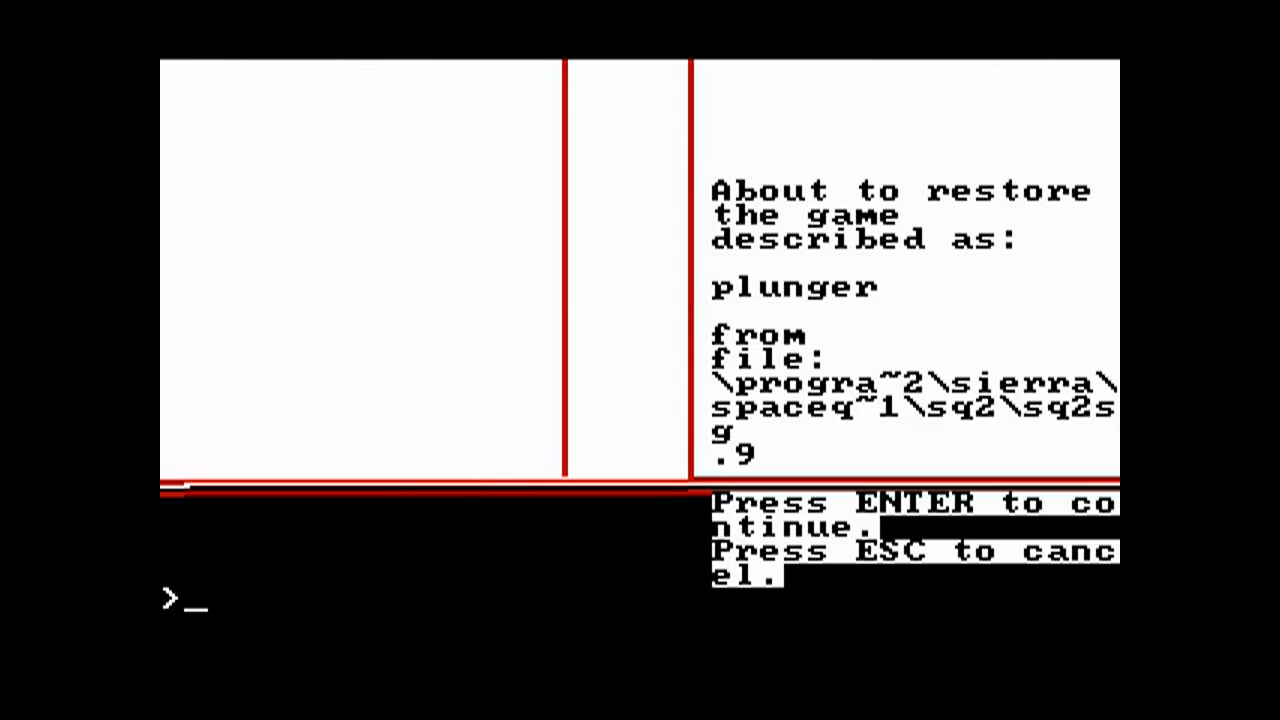 About to restore
the game
described as:
plunger
from
file:
\progra~2\sierra\
spaceq~1\sq2\sq2s
g
.9
Press ENTER to co
ntinue.
Press ESC to canc
el.
>_